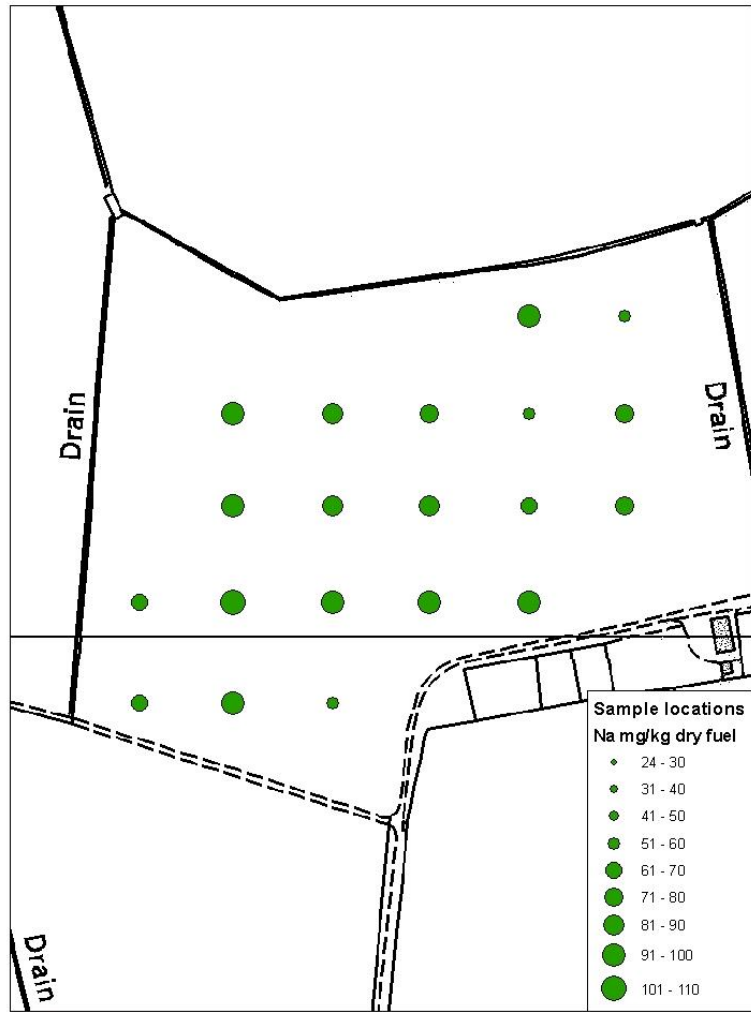 Drain
Drain
Drain
Sample locations
Na mg/kg dry fuel
24 - 30
31 - 40
41 - 50
51 - 60
61 - 70
71 - 80
81 - 90
91 - 100
101 - 110